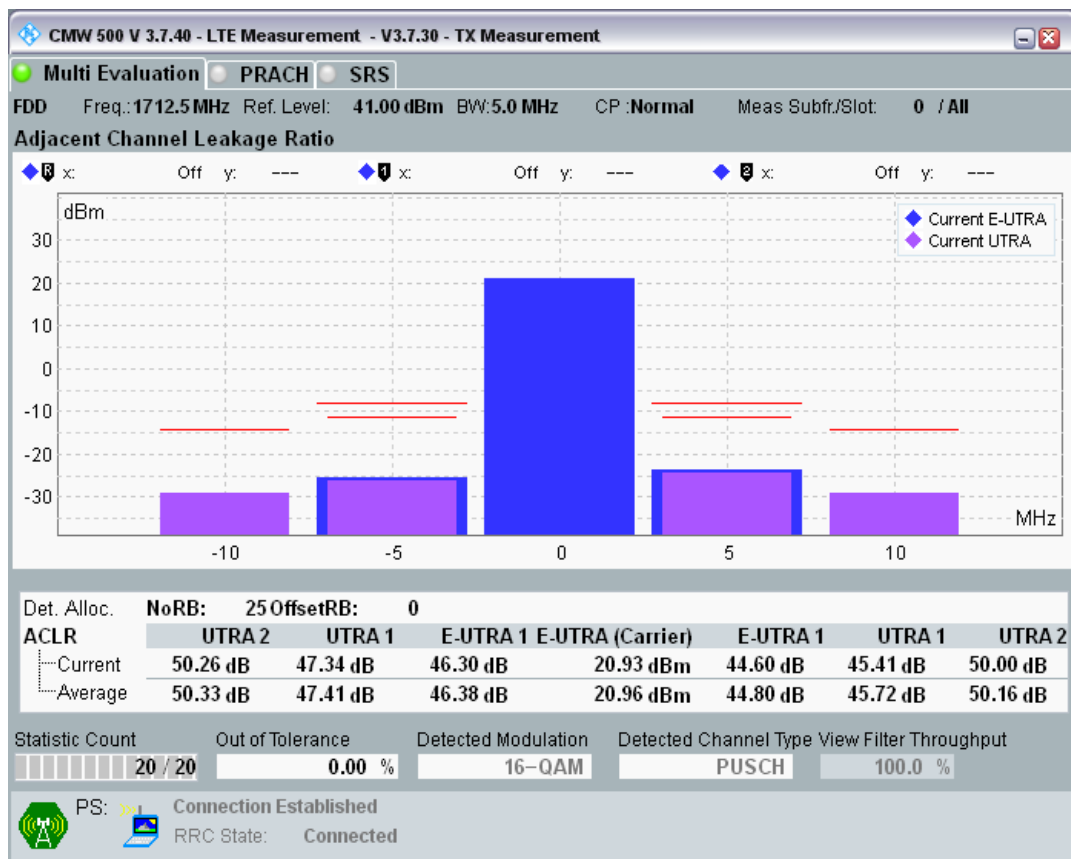 CMW 500 V 3.7.40 - LTE Measurement - V3.7.30 - TX Measurement
Multi Evaluation PRACH SRS
FDD Freq.: 1712.5 MHz Ref. Level: 41.00 dBm BW: 5.0 MHz CP :Normal Meas Subfr./Slot: 0 / All
Adjacent Channel Leakage Ratio
R x: Off y: --- 1 x: Off y: --- 2 x: Off y: ---
dBm
Current E-UTRA
Current UTRA
30
20
10
0
-10
-20
-30
MHz
-10 -5 0 5 10
Det. Alloc. NoRB: 25 OffsetRB: 0
ACLR UTRA 2 UTRA 1 E-UTRA 1 E-UTRA (Carrier) E-UTRA 1 UTRA 1 UTRA 2
Current 50.26 dB 47.34 dB 46.30 dB 20.93 dBm 44.60 dB 45.41 dB 50.00 dB
Average 50.33 dB 47.41 dB 46.38 dB 20.96 dBm 44.80 dB 45.72 dB 50.16 dB
Statistic Count Out of Tolerance Detected Modulation Detected Channel Type View Filter Throughput
20 / 20 0.00 % 16-QAM PUSCH 100.0 %
PS: Connection Established
RRC State: Connected